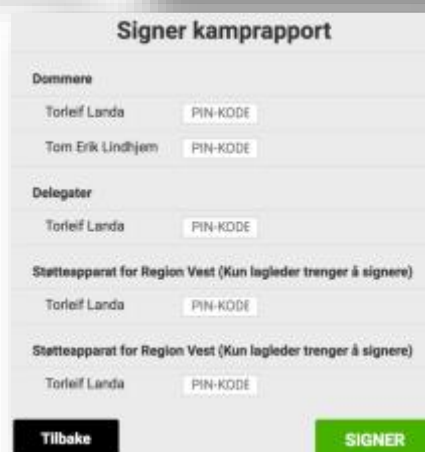 Signer kamprapport
Dommere
Torleif Landa PIN-KODE
Tom Erik Lindhjem PIN-KODE
Delegater
Torleif Landa PIN-KODE
Støtteapparat for Region Vest (Kun lagleder trenger å signere)
Torleif Landa PIN-KODE
Støtteapparat for Region Vest (Kun lagleder trenger å signere)
Torleif Landa PIN-KODE
Tilbake SIGNER